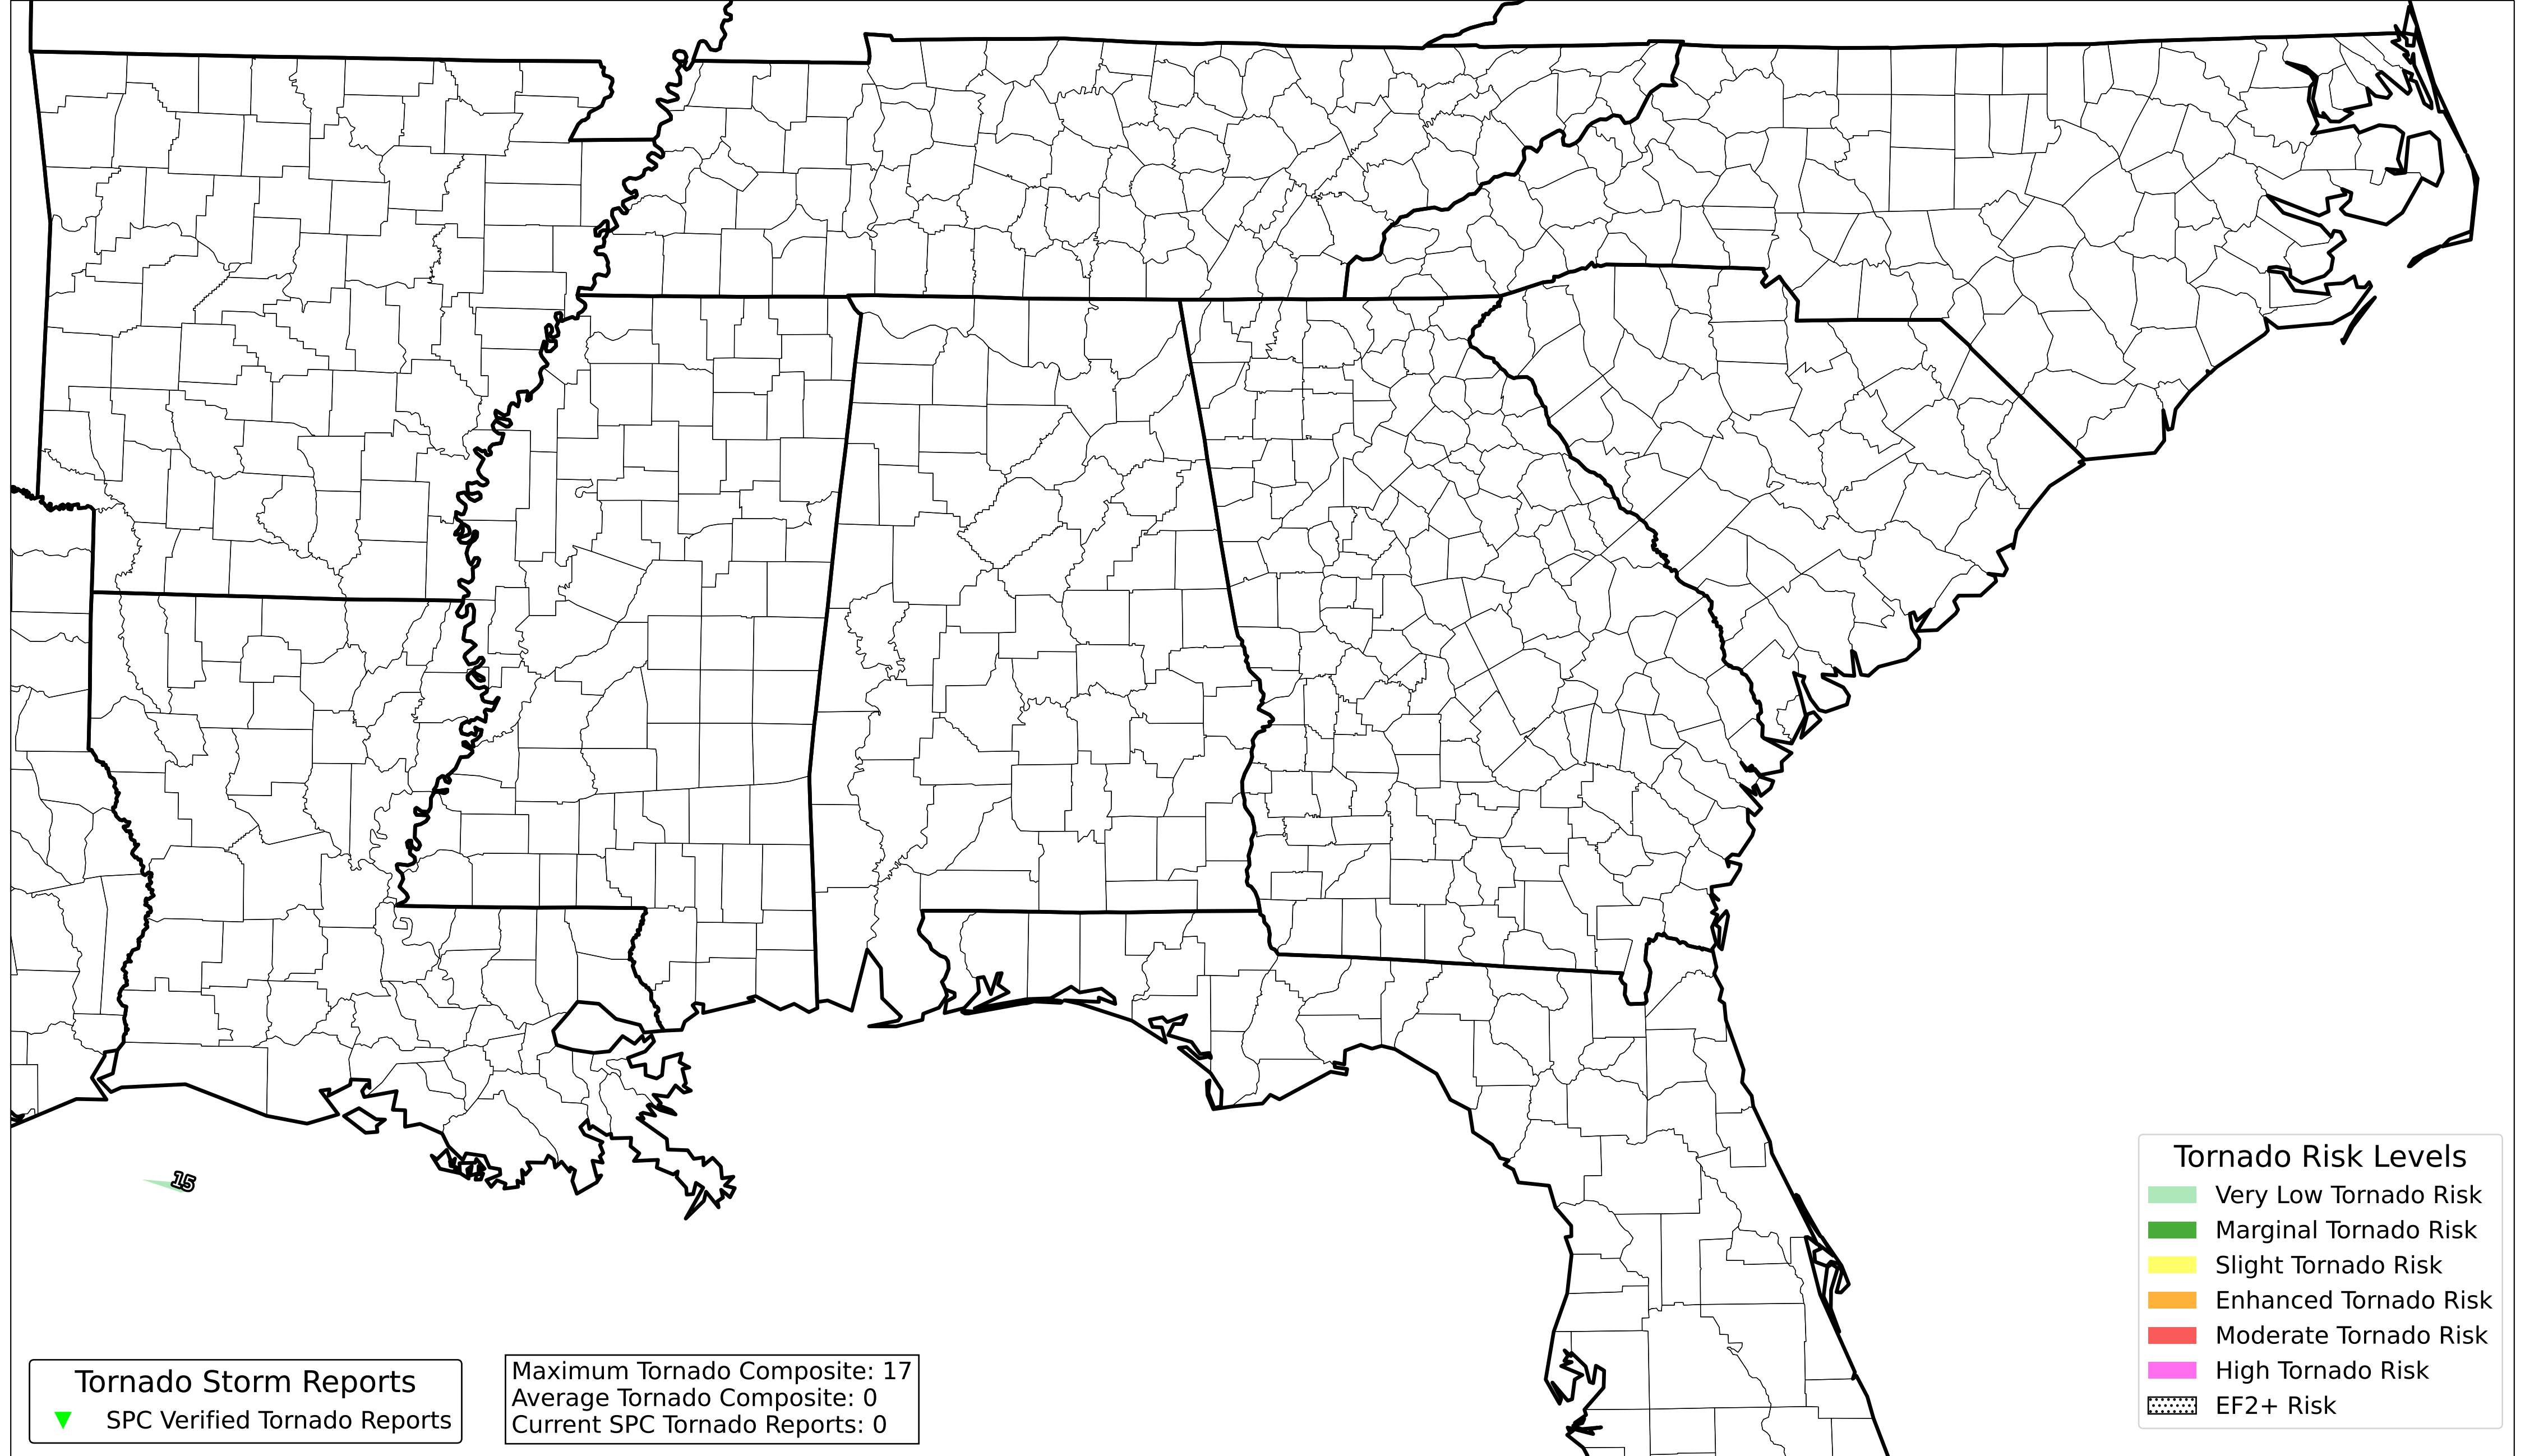 15
Tornado Storm Reports
SPC Verified Tornado Reports
Maximum Tornado Composite: 17
Average Tornado Composite: 0
Current SPC Tornado Reports: 0
Tornado Risk Levels
Very Low Tornado Risk
Marginal Tornado Risk
Slight Tornado Risk
Enhanced Tornado Risk
Moderate Tornado Risk
High Tornado Risk
EF2+ Risk